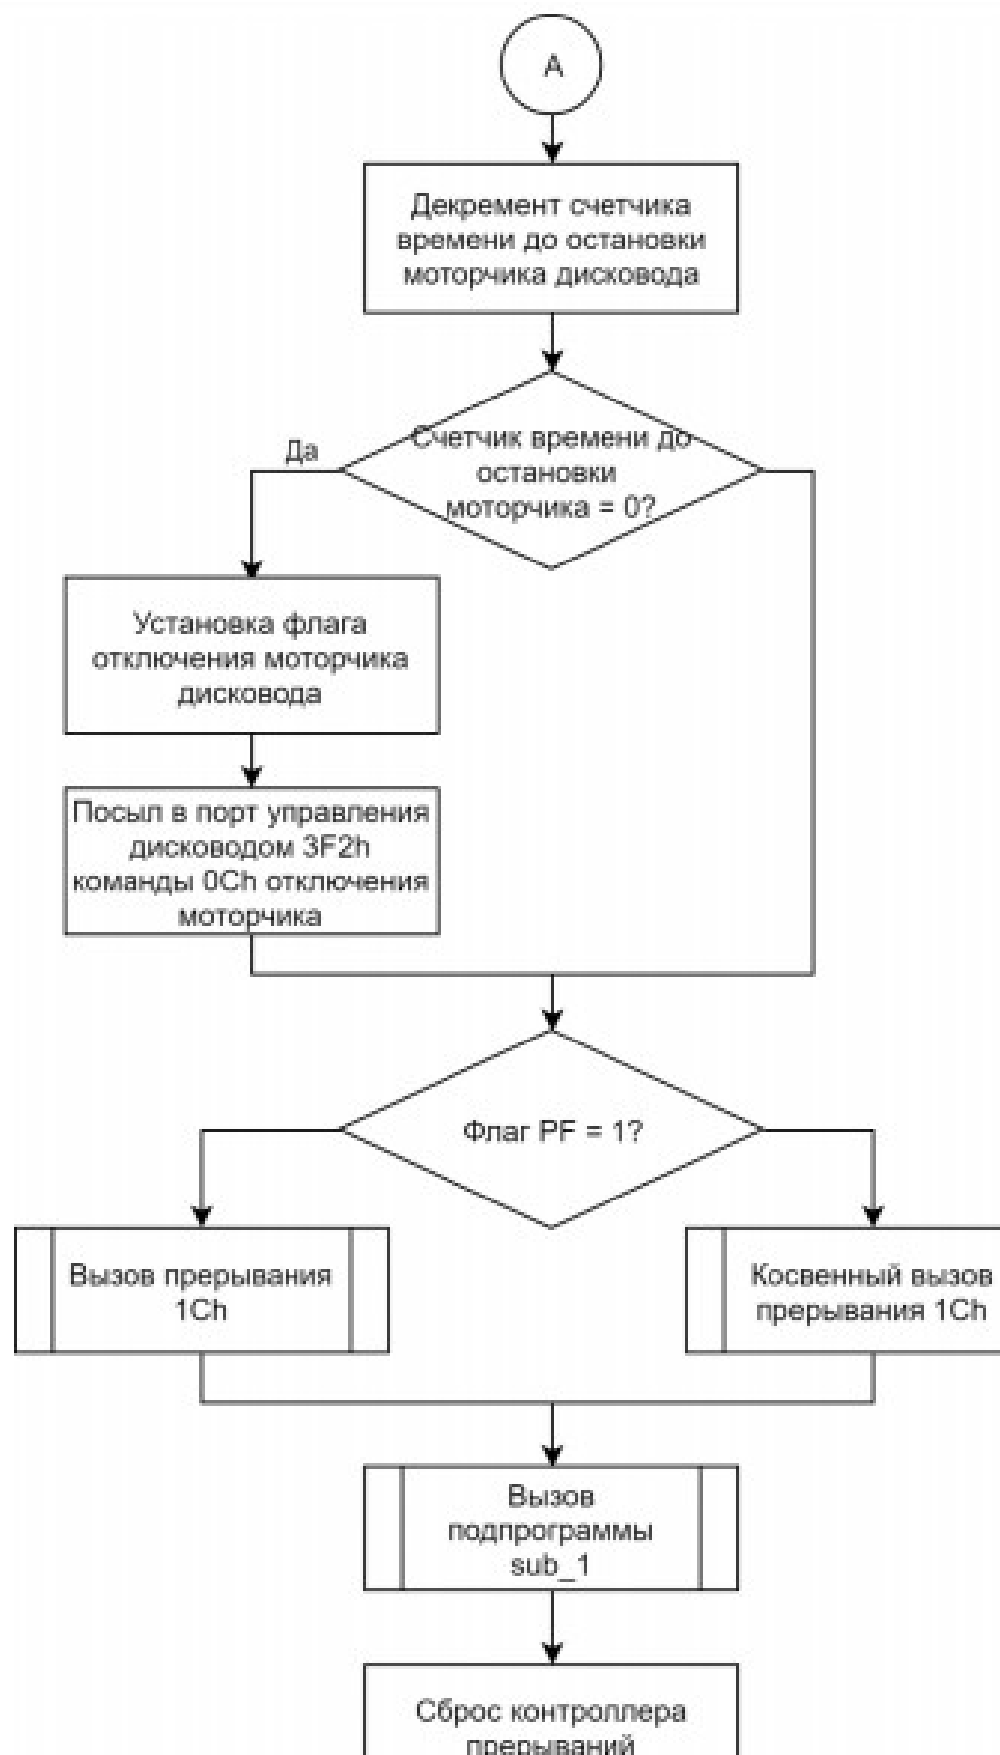 А
Декремент счетчика
времени до остановки
моторчика дисковода
Счетчик времени до
остановки
моторчика = 0?
Да
Установка флага
отключения моторчика
дисковода
Посыл в порт управления
дисководом 3F2h
команды 0Ch отключения
моторчика
Флаг PF = 1?
Вызов прерывания
1Ch
Косвенный вызов
прерывания 1Ch
Вызов
подпрограммы
sub_1
Сброс контроллера
прерываний